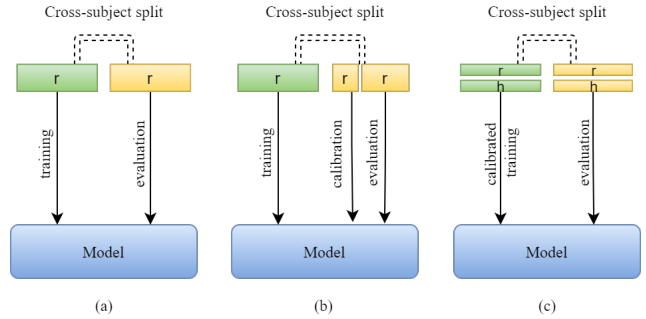 Cross-subject split
Cross-subject split
Cross-subject split
r
r
r
r
r
r
h
r
h
training
evaluation
training
calibration
evaluation
calibrated
training
evaluation
Model
Model
Model
(a)
(b)
(c)